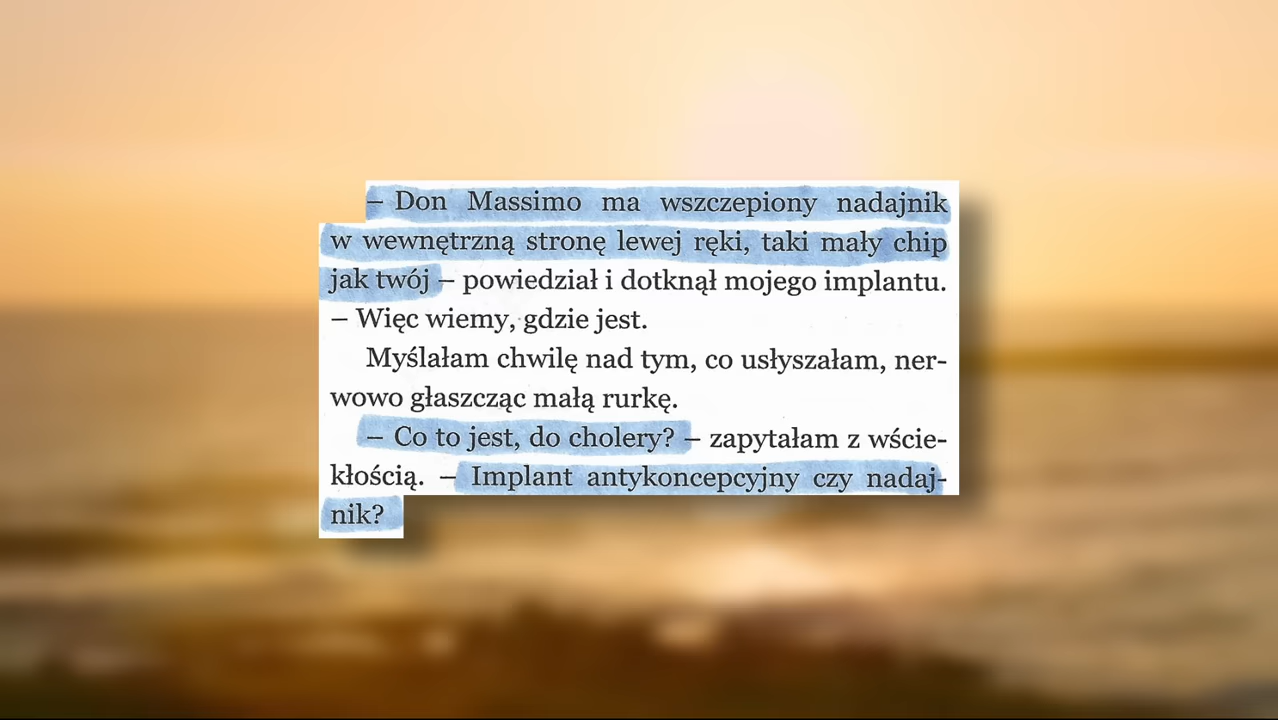 – Don Massimo ma wszczepiony nadajnik
w wewnętrzną stronę lewej ręki, taki mały chip
jak twój – powiedział i dotknął mojego implantu.
– Więc wiemy, gdzie jest.
Myślałam chwilę nad tym, co usłyszałam, ner-
wowo głaszcząc małą rurkę.
– Co to jest, do cholery? – zapytałam z wście-
kłością. – Implant antykoncepcyjny czy nadaj-
nik?